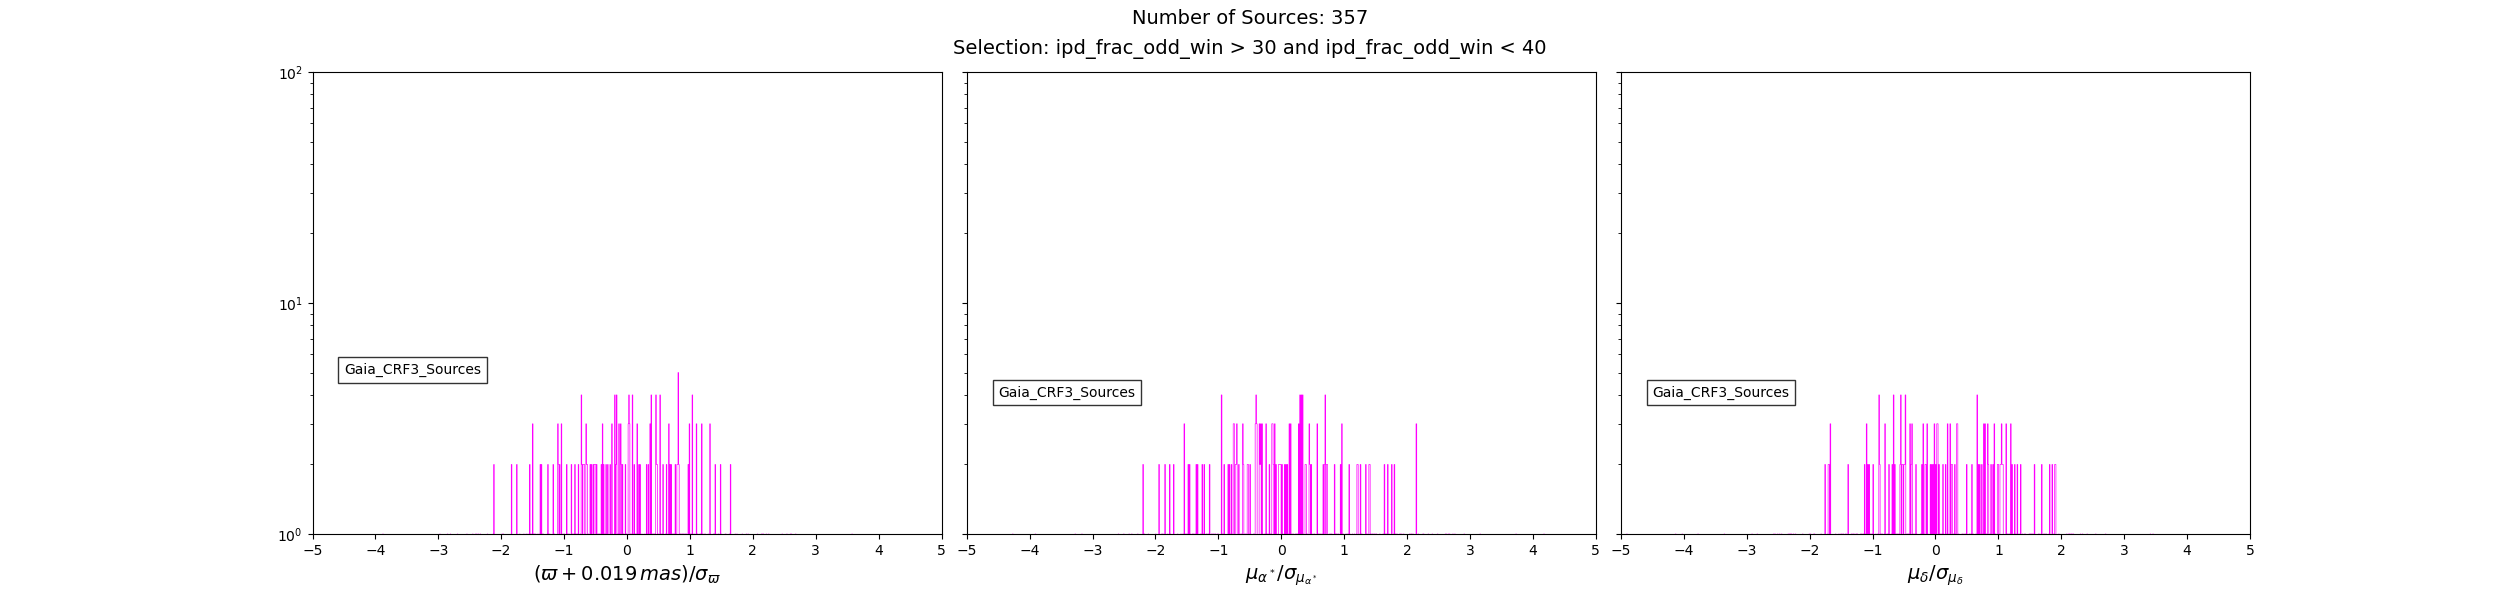 Number of Sources: 357
Selection: ipd_frac_odd_win > 30 and ipd_frac_odd_win < 40
10²
10¹
10⁰
Gaia_CRF3_Sources
Gaia_CRF3_Sources
Gaia_CRF3_Sources
−5 −4 −3 −2 −1 0 1 2 3 4 5
−5 −4 −3 −2 −1 0 1 2 3 4 5
−5 −4 −3 −2 −1 0 1 2 3 4 5
(ϖ + 0.019 mas)/σ_ϖ
μ_α*/σ_μ_α*
μ_δ/σ_μ_δ